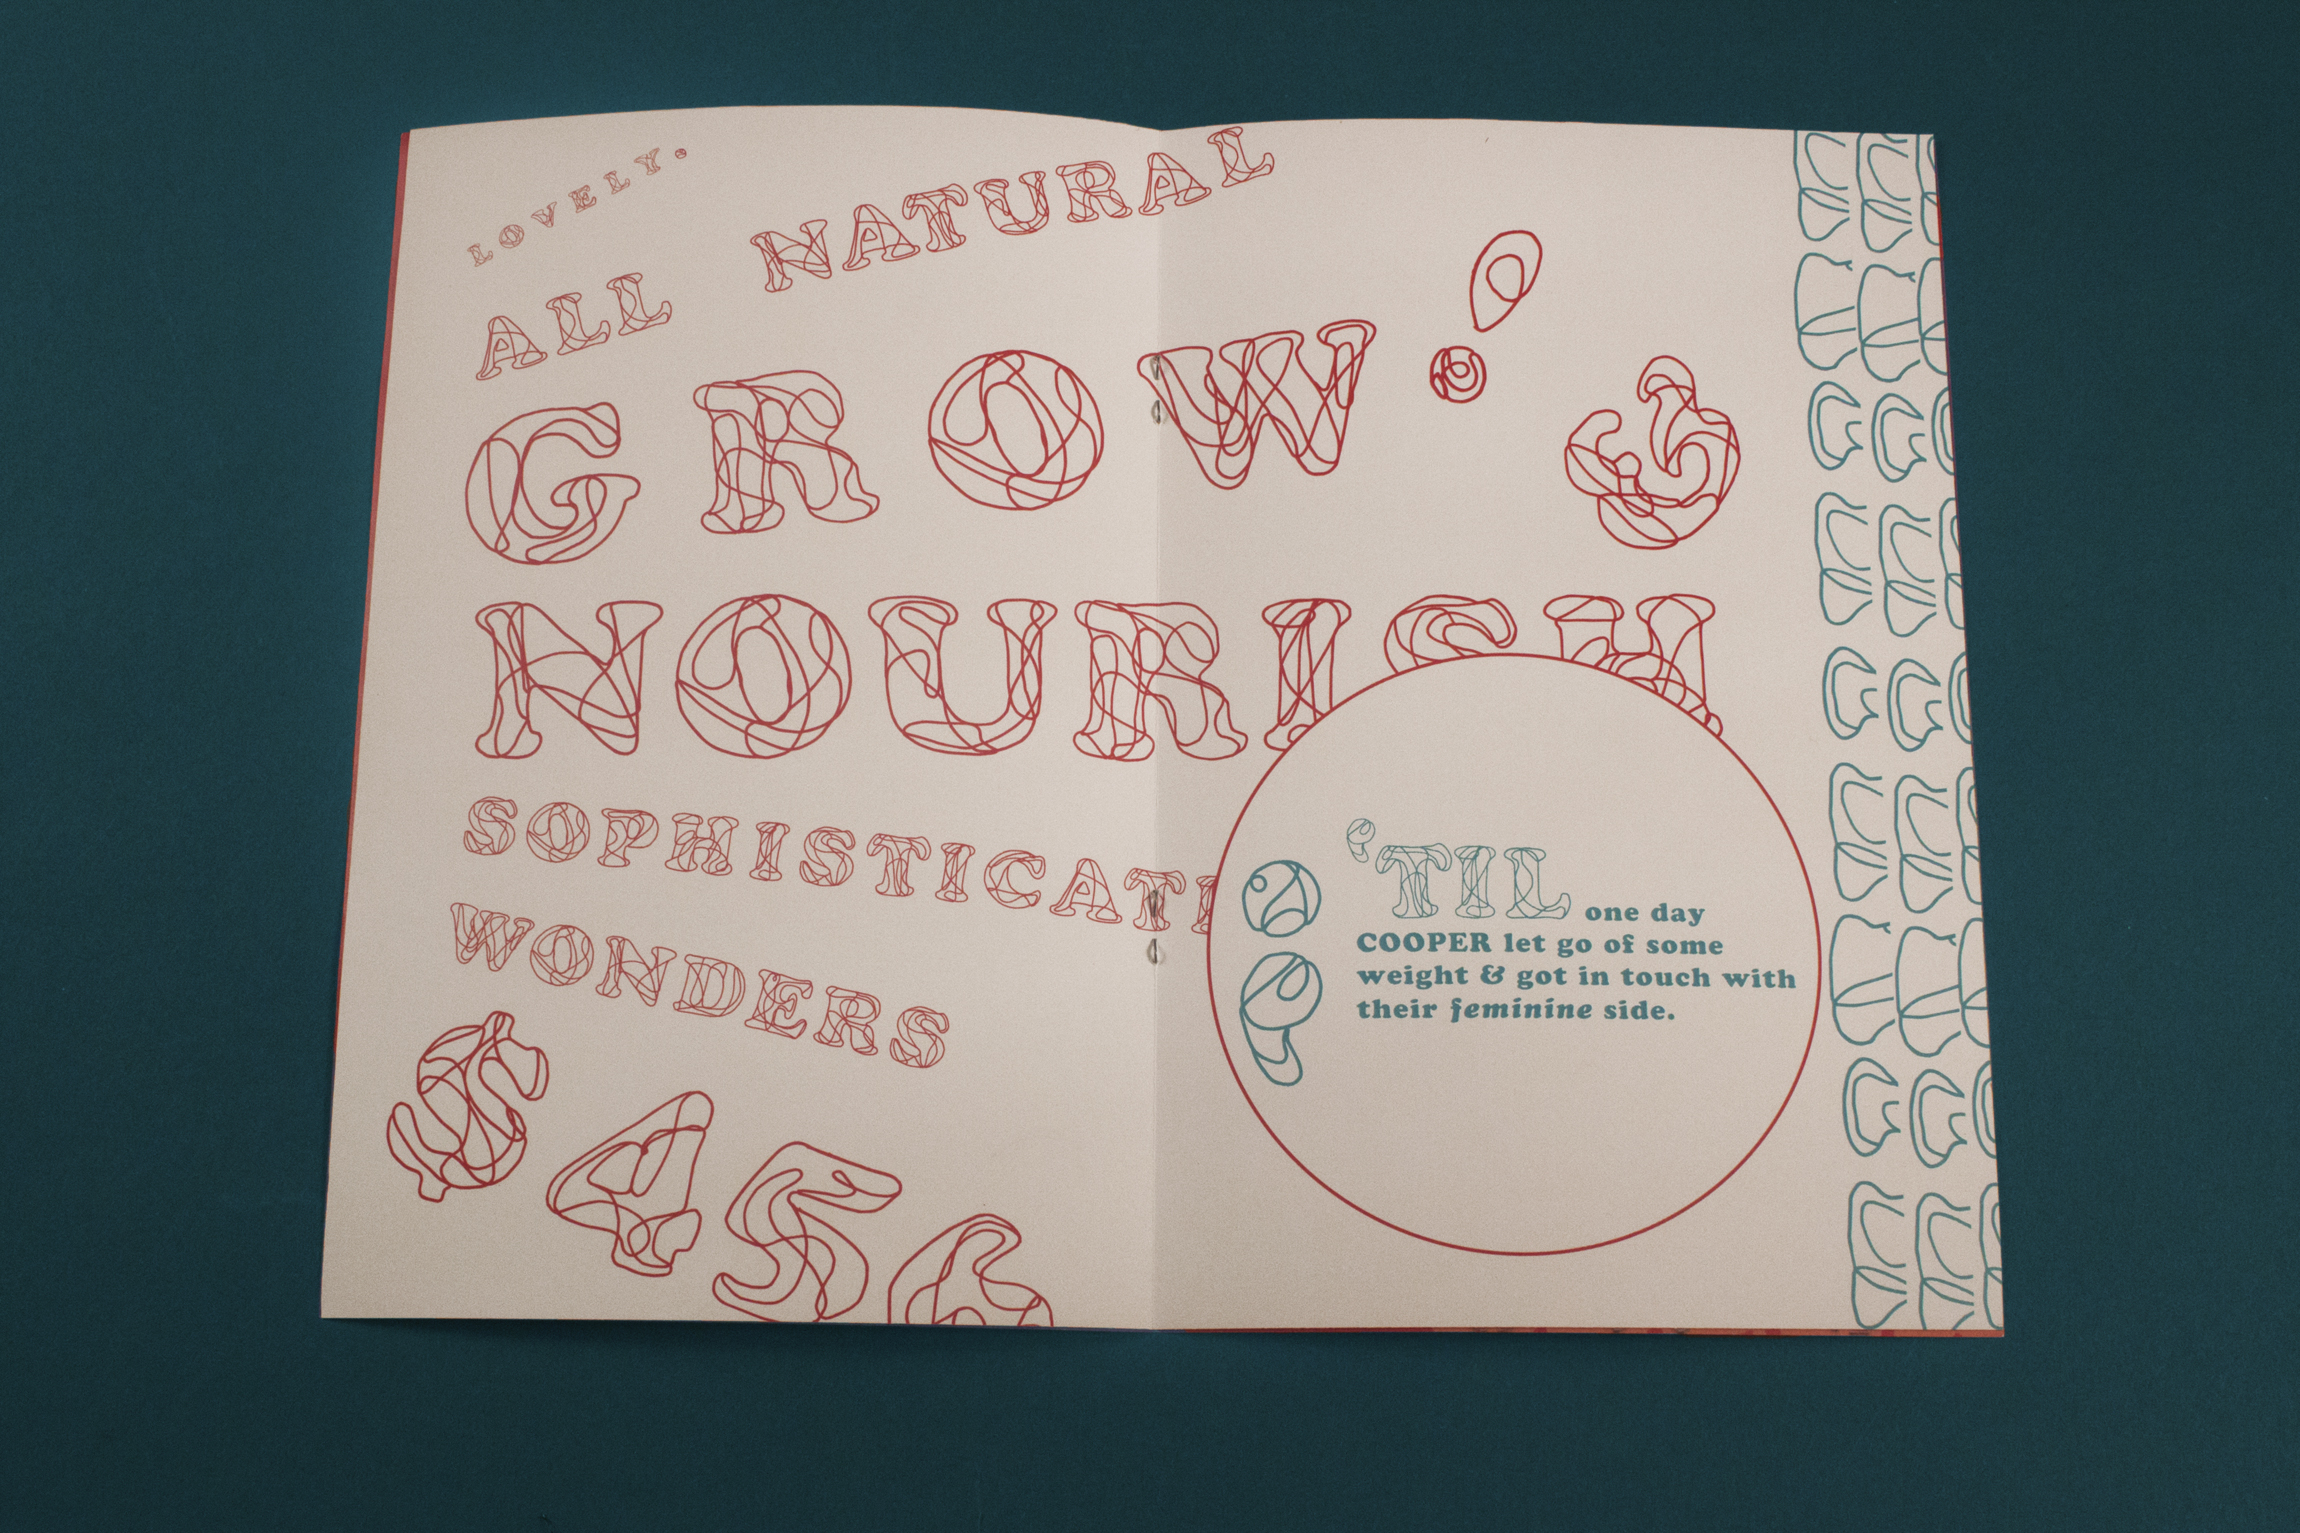 LOVELY.
ALL NATURAL
GROW! &
NOURISH
SOPHISTICAT
WONDERS
$456
;
'TIL one day
COOPER let go of some
weight & got in touch with
their feminine side.